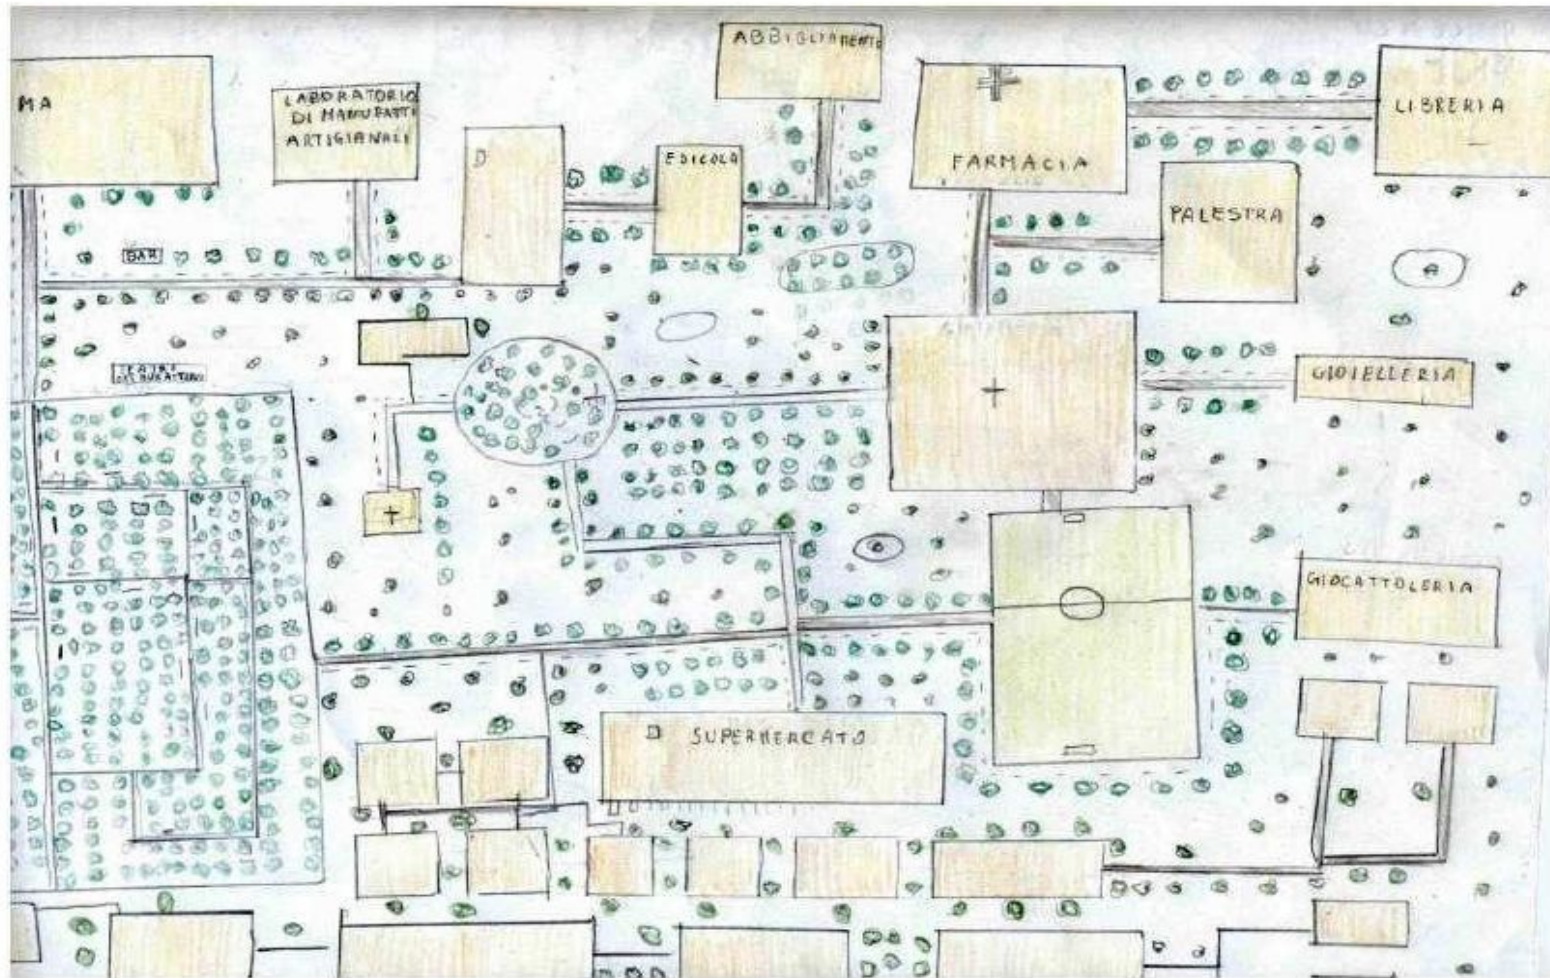 ABBIGLIAMENTO
MA
LABORATORIO
DI MANUFATTI
ARTIGIANALI
D
EDICOLA
FARMACIA
LIBRERIA
PALESTRA
BAR
GIOIELLERIA
GIOCATTOLERIA
SUPERMERCATO